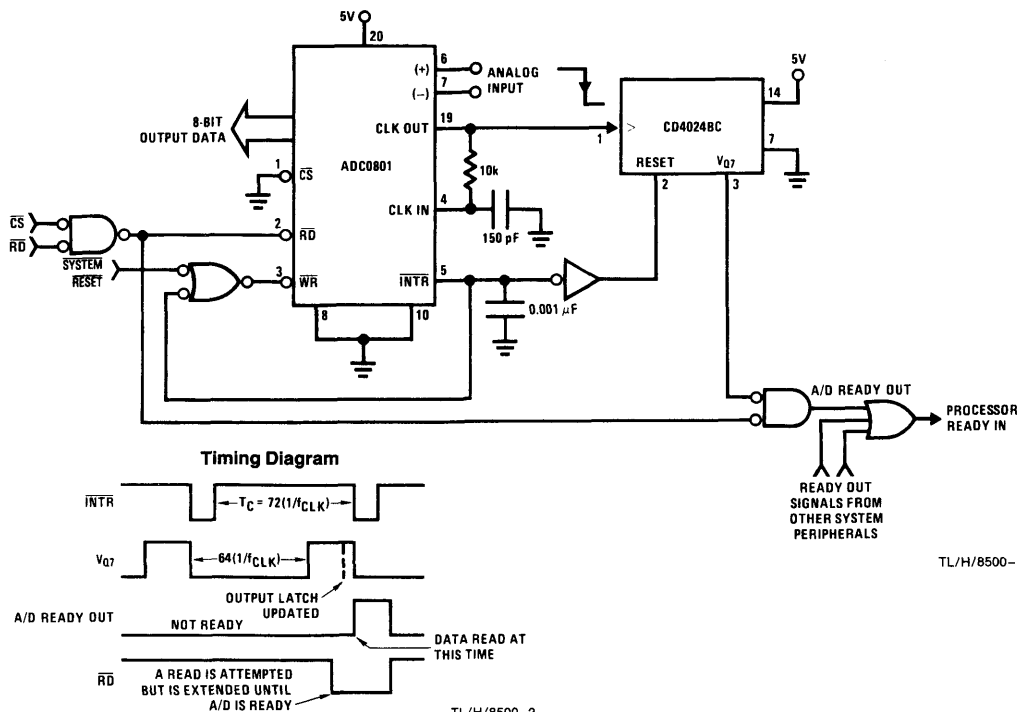 5V
20
8-BIT
OUTPUT DATA
1
CS
ADC0801
6
(+)
7
(−)
ANALOG
INPUT
19
CLK OUT
10k
4
CLK IN
150 pF
1
CD4024BC
RESET
VQ7
2
3
14
5V
7
CS
RD
2
RD
SYSTEM
RESET
3
WR
5
INTR
0.001 μF
8
10
A/D READY OUT
PROCESSOR
READY IN
READY OUT
SIGNALS FROM
OTHER SYSTEM
PERIPHERALS
TL/H/8500–
Timing Diagram
INTR
TC = 72(1/fCLK)
VQ7
64(1/fCLK)
OUTPUT LATCH
UPDATED
A/D READY OUT
NOT READY
DATA READ AT
THIS TIME
RD
A READ IS ATTEMPTED
BUT IS EXTENDED UNTIL
A/D IS READY
TL/H/8500–2